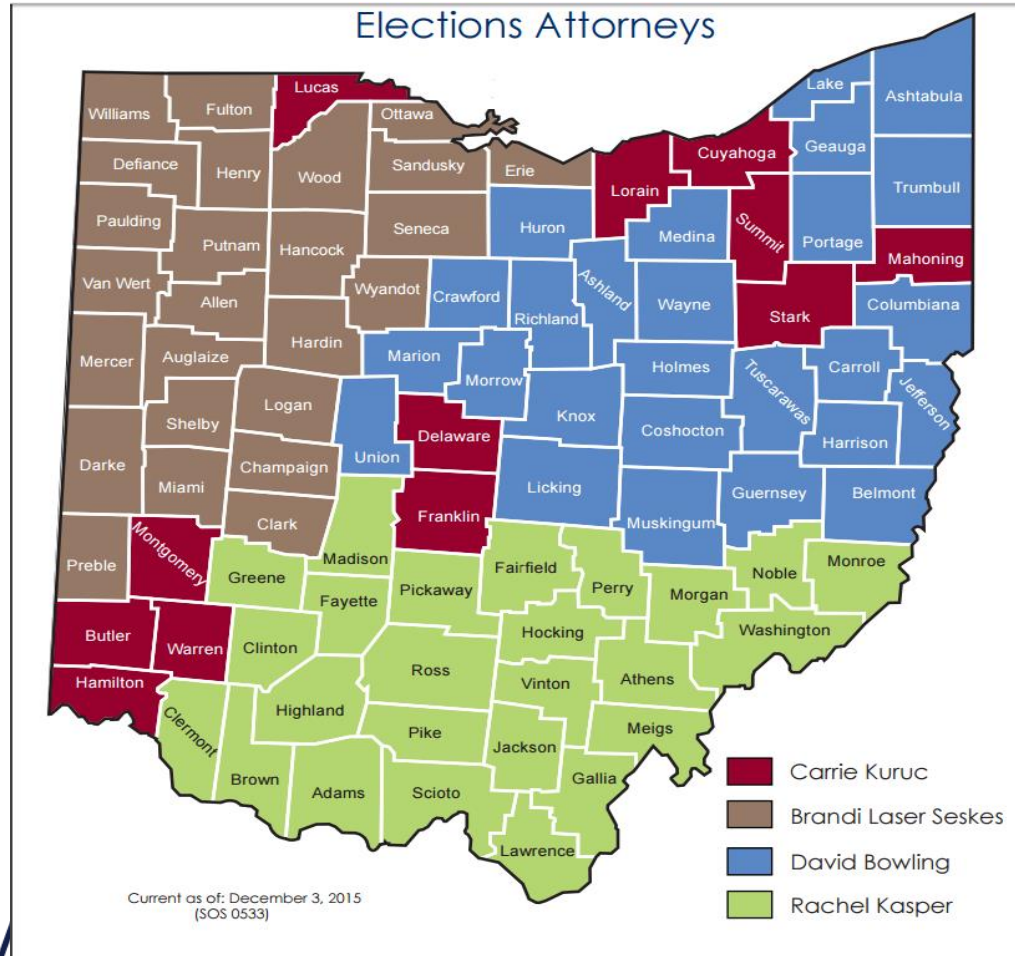 Elections Attorneys
Lucas
Williams
Fulton
Ottawa
Lake
Ashtabula
Defiance
Henry
Wood
Sandusky
Erie
Cuyahoga
Geauga
Lorain
Trumbull
Paulding
Putnam
Hancock
Seneca
Huron
Medina
Summit
Portage
Mahoning
Van Wert
Allen
Wyandot
Crawford
Richland
Ashland
Wayne
Stark
Columbiana
Mercer
Auglaize
Hardin
Marion
Morrow
Holmes
Tuscarawas
Carroll
Jefferson
Shelby
Logan
Union
Delaware
Knox
Coshocton
Harrison
Darke
Miami
Champaign
Clark
Franklin
Licking
Muskingum
Guernsey
Belmont
Preble
Montgomery
Greene
Madison
Fayette
Pickaway
Fairfield
Perry
Morgan
Noble
Monroe
Butler
Warren
Clinton
Ross
Hocking
Athens
Washington
Hamilton
Clermont
Highland
Pike
Vinton
Jackson
Meigs
Brown
Adams
Scioto
Gallia
Lawrence
Carrie Kuruc
Brandi Laser Seskes
David Bowling
Rachel Kasper
Current as of: December 3, 2015
(SOS 0533)